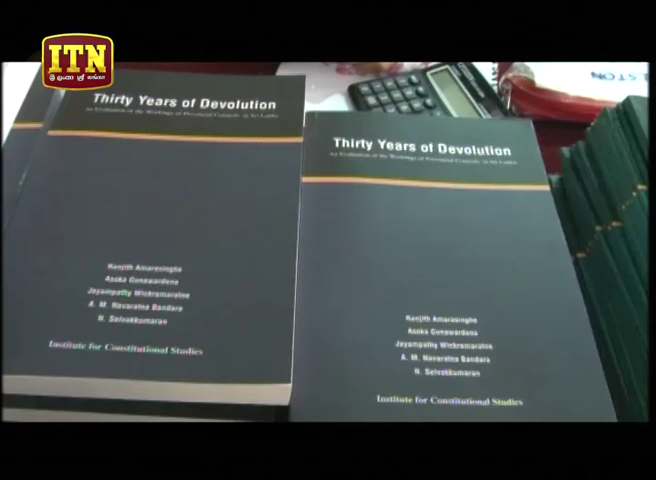 ITN
ශ්‍රී ලංකා ஸ்ரீ லங்கா
Thirty Years of Devolution
An Evaluation of the Workings of Provincial Councils in Sri Lanka
Ranjith Amarasinghe
Asoka Gunawardena
Jayampathy Wickramaratne
A. M. Navaratna Bandara
N. Selvakkumaran
Institute for Constitutional Studies
Thirty Years of Devolution
An Evaluation of the Workings of Provincial Councils in Sri Lanka
Ranjith Amarasinghe
Asoka Gunawardena
Jayampathy Wickramaratne
A. M. Navaratna Bandara
N. Selvakkumaran
Institute for Constitutional Studies